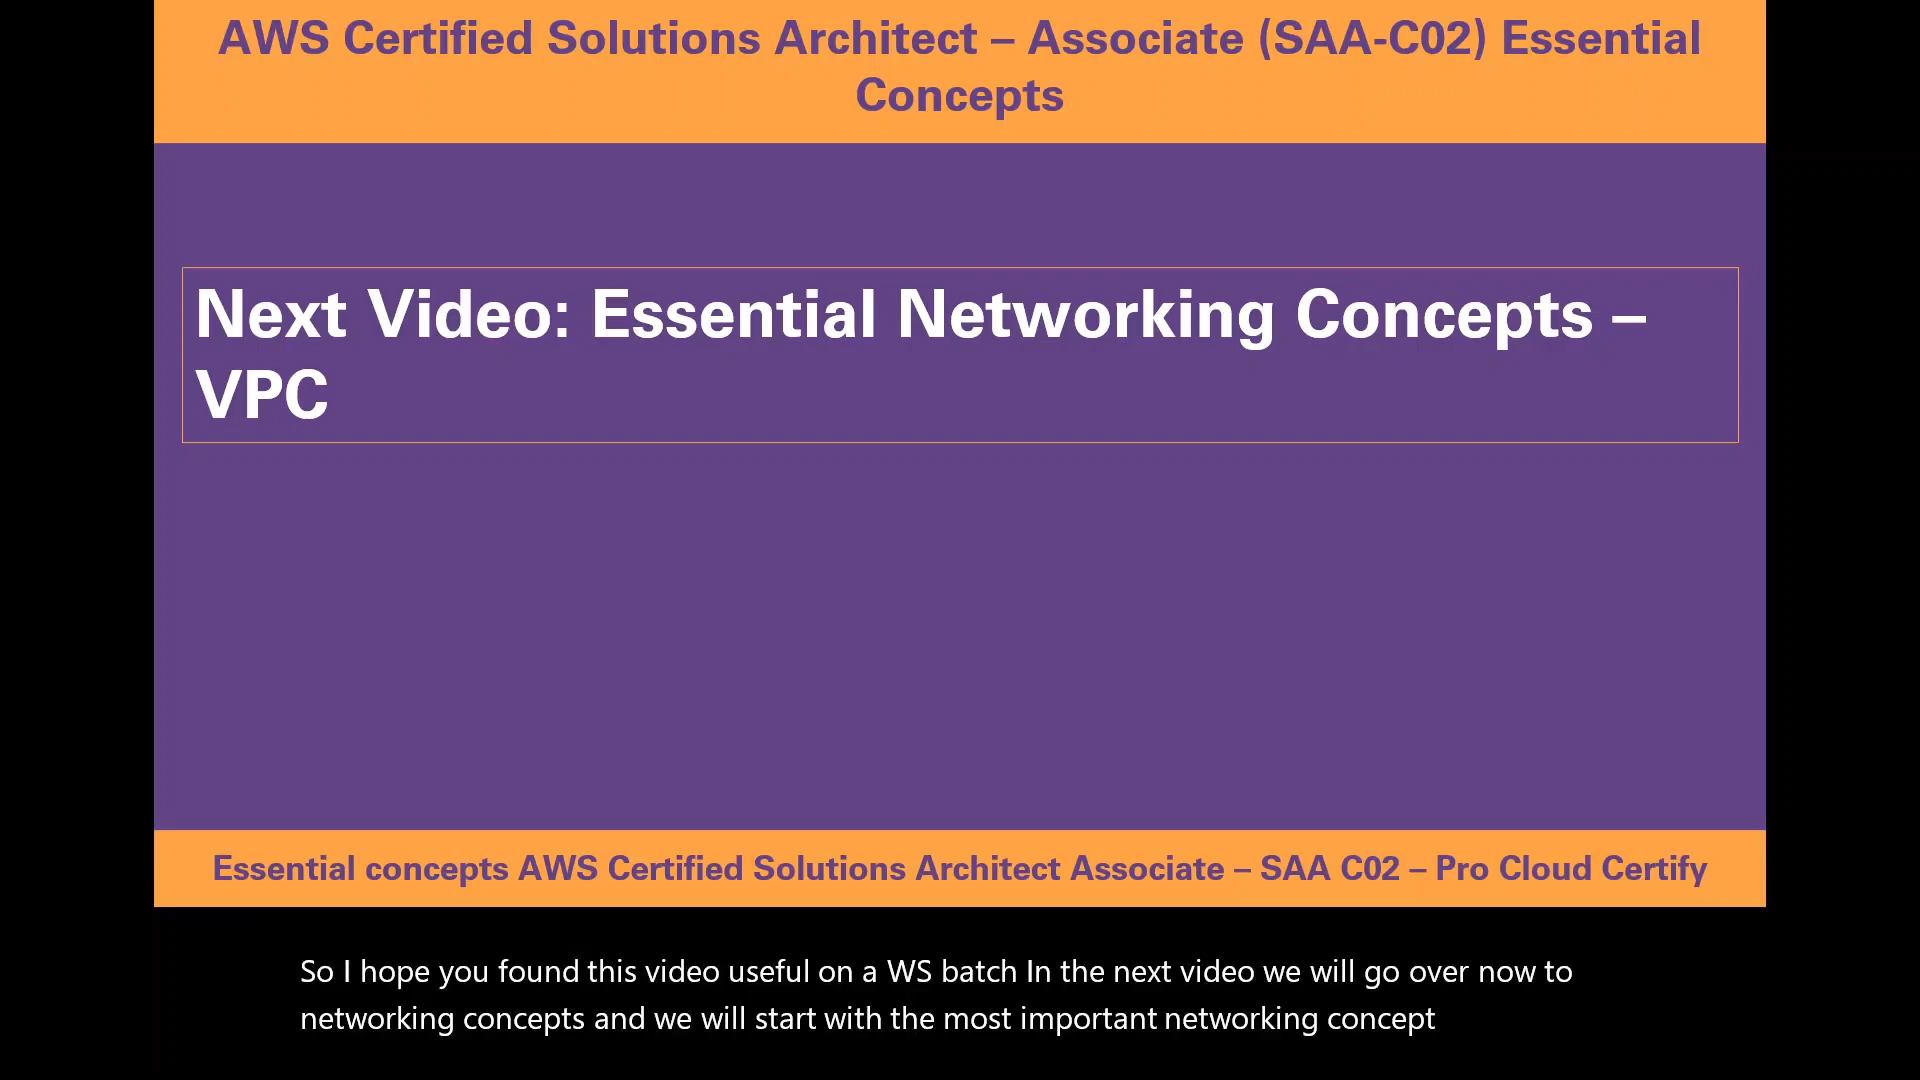 AWS Certified Solutions Architect – Associate (SAA-C02) Essential
Concepts
Next Video: Essential Networking Concepts –
VPC
Essential concepts AWS Certified Solutions Architect Associate – SAA C02 – Pro Cloud Certify
So I hope you found this video useful on a WS batch In the next video we will go over now to
networking concepts and we will start with the most important networking concept